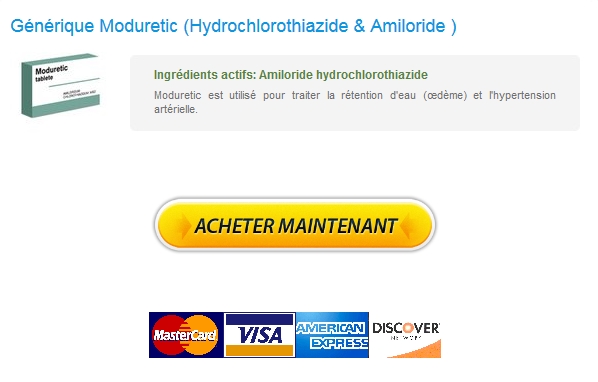 Générique Moduretic (Hydrochlorothiazide & Amiloride )
Moduretic
tablete
Ingrédients actifs: Amiloride hydrochlorothiazide
Moduretic est utilisé pour traiter la rétention d'eau (œdème) et l'hypertension
artérielle.
ACHETER MAINTENANT
MasterCard
VISA
AMERICAN
EXPRESS
DISCOVER
NETWORK